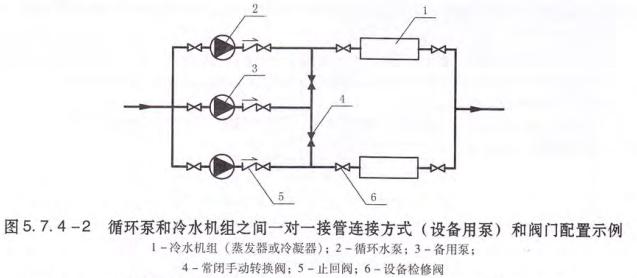 2
1
3
4
5
6
图5.7.4-2 循环泵和冷水机组之间一对一接管连接方式（设备用泵）和阀门配置示例
1-冷水机组（蒸发器或冷凝器）；2-循环水泵；3-备用泵；
4-常闭手动转换阀；5-止回阀；6-设备检修阀